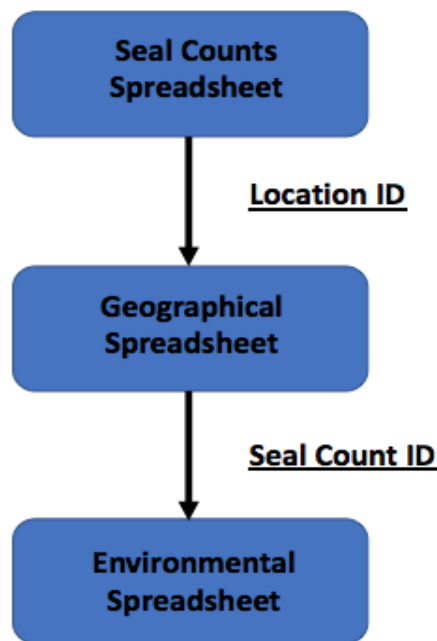 Seal Counts
Spreadsheet
Location ID
Geographical
Spreadsheet
Seal Count ID
Environmental
Spreadsheet